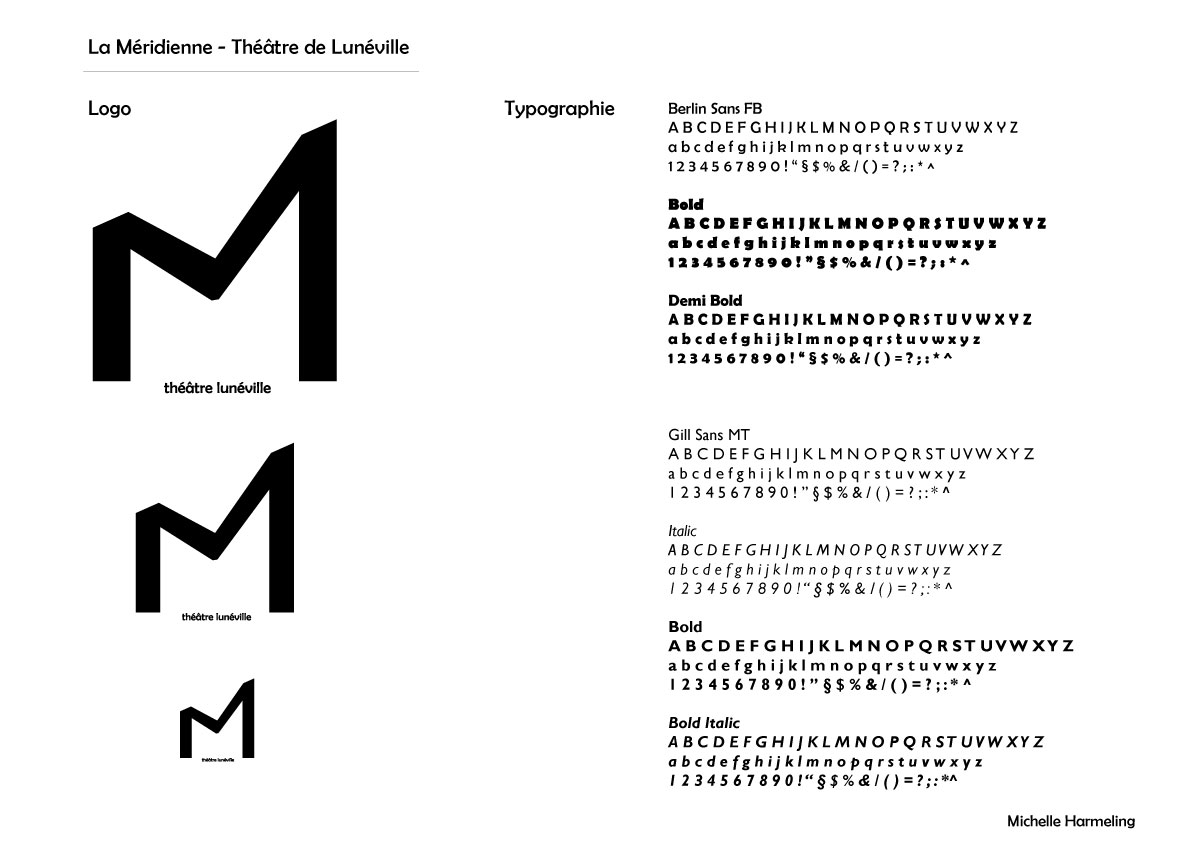 La Méridienne - Théâtre de Lunéville
Logo
théâtre lunéville
théâtre lunéville
théâtre lunéville
Typographie
Berlin Sans FB
A B C D E F G H I J K L M N O P Q R S T U V W X Y Z
a b c d e f g h i j k l m n o p q r s t u v w x y z
1 2 3 4 5 6 7 8 9 0 ! “ § $ % & / ( ) = ? ; : * ^
Bold
A B C D E F G H I J K L M N O P Q R S T U V W X Y Z
a b c d e f g h i j k l m n o p q r s t u v w x y z
1 2 3 4 5 6 7 8 9 0 ! ” § $ % & / ( ) = ? ; : * ^
Demi Bold
A B C D E F G H I J K L M N O P Q R S T U V W X Y Z
a b c d e f g h i j k l m n o p q r s t u v w x y z
1 2 3 4 5 6 7 8 9 0 ! “ § $ % & / ( ) = ? ; : * ^
Gill Sans MT
A B C D E F G H I J K L M N O P Q R S T U V W X Y Z
a b c d e f g h i j k l m n o p q r s t u v w x y z
1 2 3 4 5 6 7 8 9 0 ! ” § $ % & / ( ) = ? ; : * ^
Italic
A B C D E F G H I J K L M N O P Q R S T U V W X Y Z
a b c d e f g h i j k l m n o p q r s t u v w x y z
1 2 3 4 5 6 7 8 9 0 ! “ § $ % & / ( ) = ? ; : * ^
Bold
A B C D E F G H I J K L M N O P Q R S T U V W X Y Z
a b c d e f g h i j k l m n o p q r s t u v w x y z
1 2 3 4 5 6 7 8 9 0 ! ” § $ % & / ( ) = ? ; : * ^
Bold Italic
A B C D E F G H I J K L M N O P Q R S T U V W X Y Z
a b c d e f g h i j k l m n o p q r s t u v w x y z
1 2 3 4 5 6 7 8 9 0 ! “ § $ % & / ( ) = ? ; : * ^
Michelle Harmeling